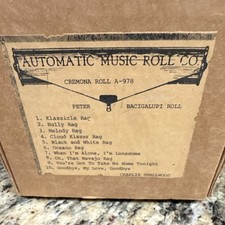 AUTOMATIC MUSIC ROLL CO.
CREMONA ROLL A-978
PETER BACIGALUPI ROLL
1. Klassicle Rag
2. Bully Rag
3. Melody Rag
4. Cloud Kisser Rag
5. Black and White Rag
6. Oceano Rag
7. When I'm Alone, I'm Lonesome
8. Oh, That Navajo Rag
9. You've Got To Take Me Home Tonight
10. Goodbye, My Love, Goodbye
CHARLIE